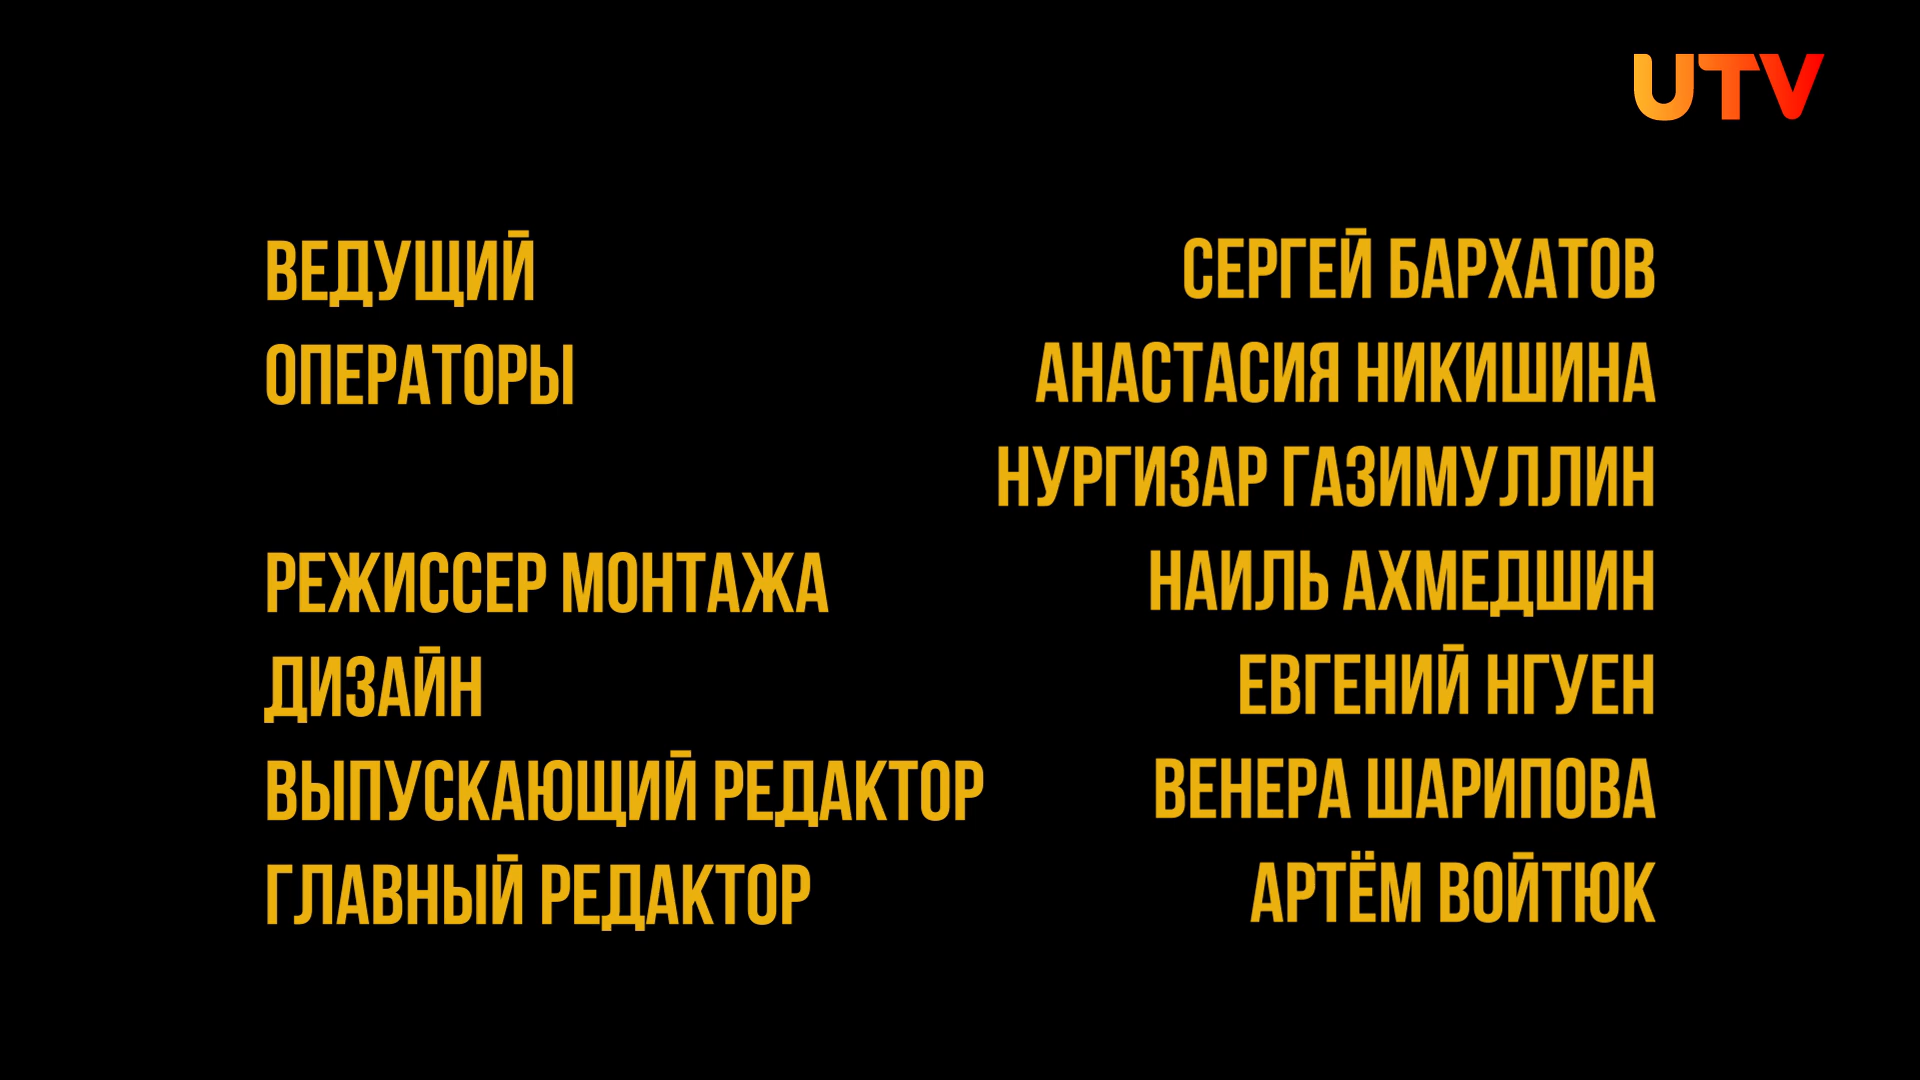 UTV
ВЕДУЩИЙ СЕРГЕЙ БАРХАТОВ
ОПЕРАТОРЫ АНАСТАСИЯ НИКИШИНА
НУРГИЗАР ГАЗИМУЛЛИН
РЕЖИССЕР МОНТАЖА НАИЛЬ АХМЕДШИН
ДИЗАЙН ЕВГЕНИЙ НГУЕН
ВЫПУСКАЮЩИЙ РЕДАКТОР ВЕНЕРА ШАРИПОВА
ГЛАВНЫЙ РЕДАКТОР АРТЁМ ВОЙТЮК